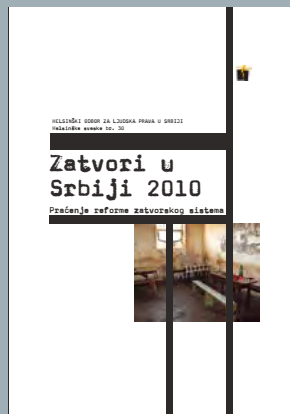 HELSINŠKI ODBOR ZA LJUDSKA PRAVA U SRBIJI
Helsinške sveske br. 30
Zatvori u
Srbiji 2010
Praćenje reforme zatvorskog sistema